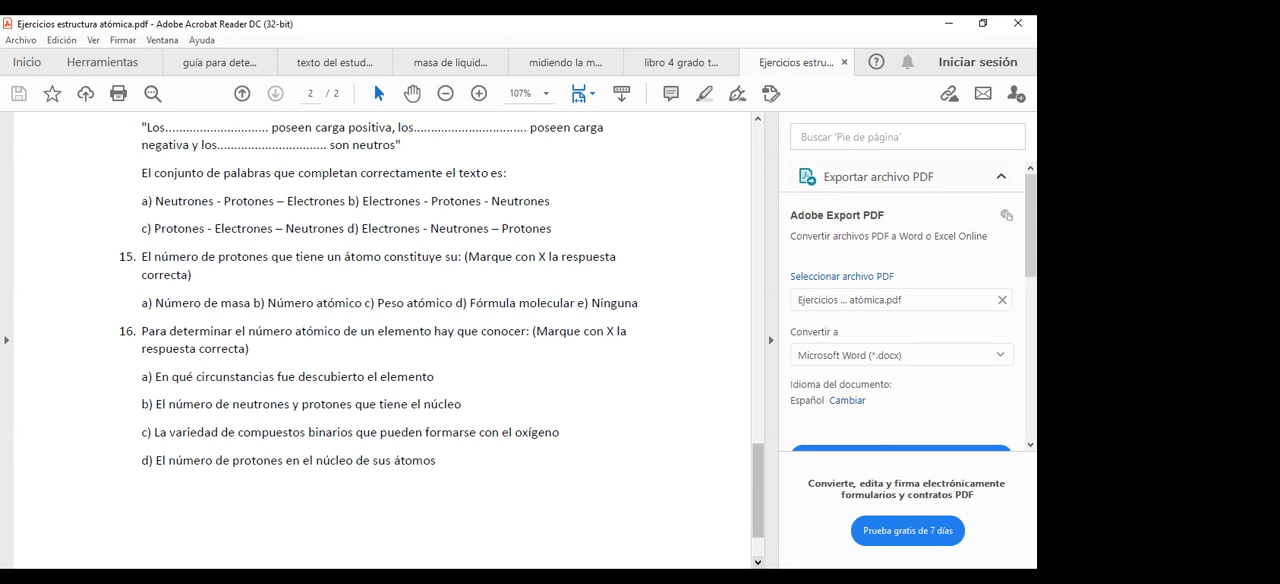 Ejercicios estructura atómica.pdf - Adobe Acrobat Reader DC (32-bit)
Archivo Edición Ver Firmar Ventana Ayuda
Inicio Herramientas guía para dete... texto del estud... masa de liquid... midiendo la m... libro 4 grado t... Ejercicios estru... Iniciar sesión
2 / 2 107%
"Los.............................. poseen carga positiva, los................................. poseen carga
negativa y los................................ son neutros"
El conjunto de palabras que completan correctamente el texto es:
a) Neutrones - Protones – Electrones b) Electrones - Protones - Neutrones
c) Protones - Electrones – Neutrones d) Electrones - Neutrones – Protones
15. El número de protones que tiene un átomo constituye su: (Marque con X la respuesta
correcta)
a) Número de masa b) Número atómico c) Peso atómico d) Fórmula molecular e) Ninguna
16. Para determinar el número atómico de un elemento hay que conocer: (Marque con X la
respuesta correcta)
a) En qué circunstancias fue descubierto el elemento
b) El número de neutrones y protones que tiene el núcleo
c) La variedad de compuestos binarios que pueden formarse con el oxígeno
d) El número de protones en el núcleo de sus átomos
Buscar 'Pie de página'
Exportar archivo PDF
Adobe Export PDF
Convertir archivos PDF a Word o Excel Online
Seleccionar archivo PDF
Ejercicios ... atómica.pdf
Convertir a
Microsoft Word (*.docx)
Idioma del documento:
Español Cambiar
Convierte, edita y firma electrónicamente
formularios y contratos PDF
Prueba gratis de 7 días